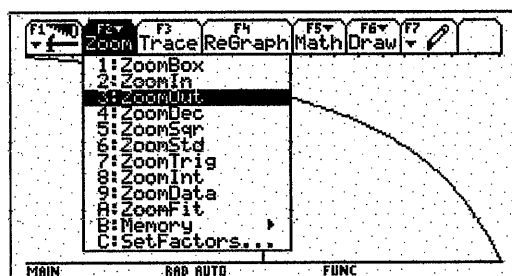 F1 F2 F3 F4 F5 F6 F7
Zoom Trace ReGraph Math Draw
1:ZoomBox
2:ZoomIn
3:ZoomOut
4:ZoomDec
5:ZoomSqr
6:ZoomStd
7:ZoomTrig
8:ZoomInt
9:ZoomData
A:ZoomFit
B:Memory
C:SetFactors...
MAIN RAD AUTO FUNC